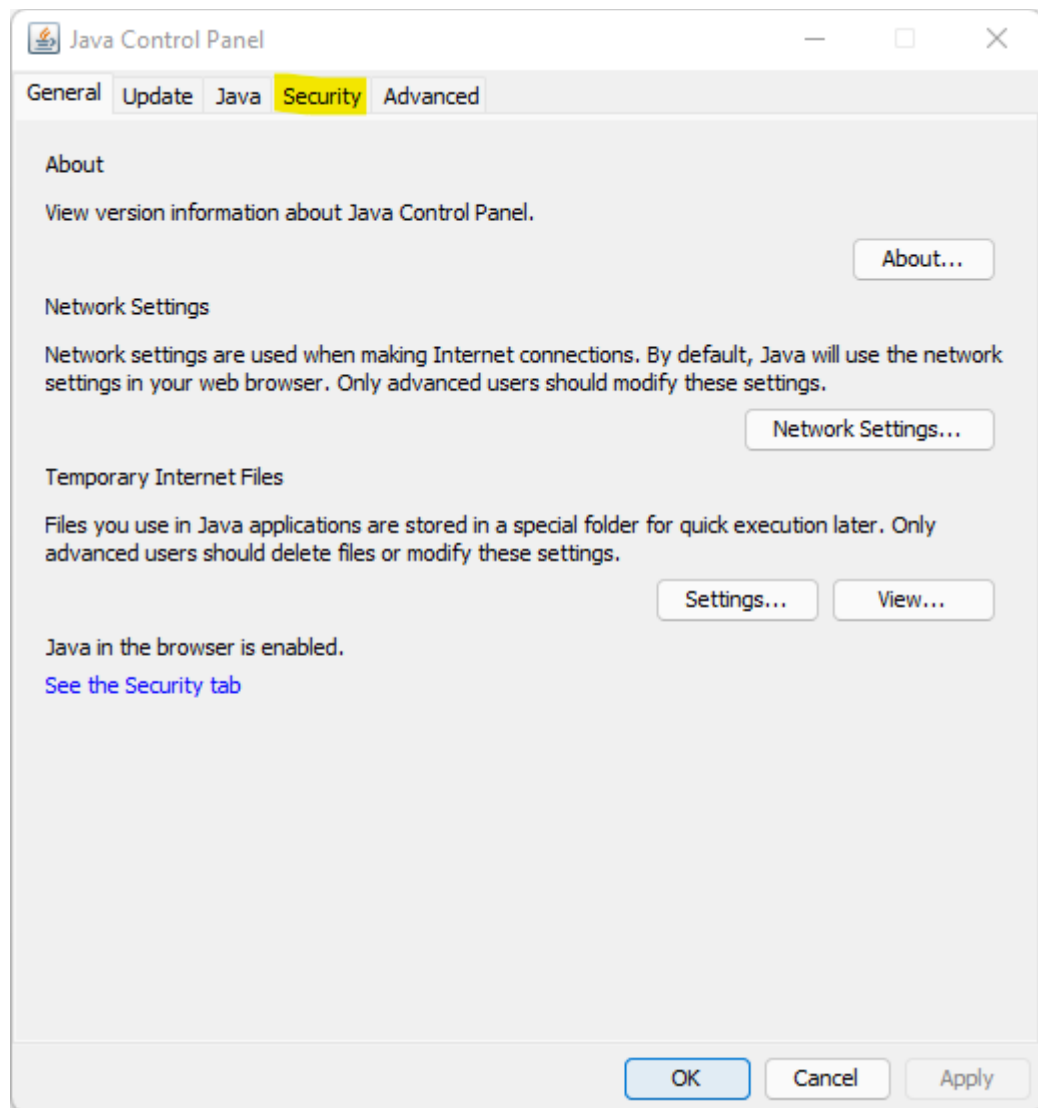 Java Control Panel
General Update Java Security Advanced
About
View version information about Java Control Panel.
About...
Network Settings
Network settings are used when making Internet connections. By default, Java will use the network
settings in your web browser. Only advanced users should modify these settings.
Network Settings...
Temporary Internet Files
Files you use in Java applications are stored in a special folder for quick execution later. Only
advanced users should delete files or modify these settings.
Settings... View...
Java in the browser is enabled.
See the Security tab
OK Cancel Apply